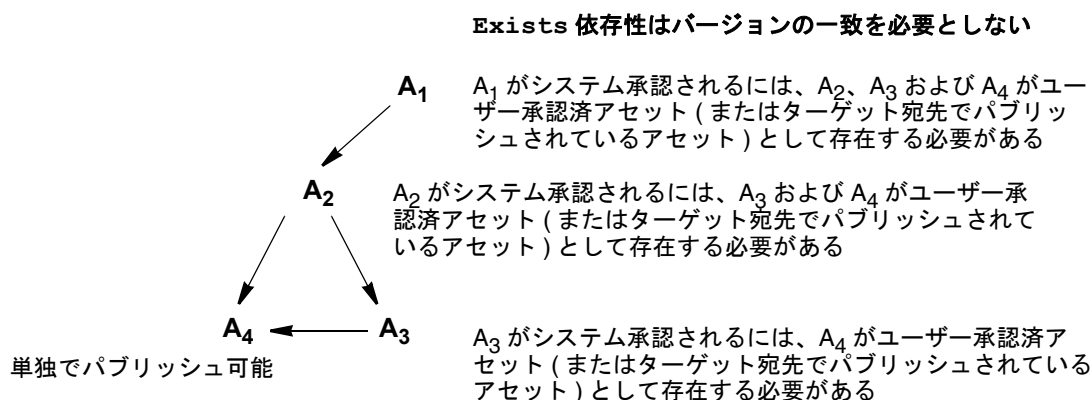 Exists 依存性はバージョンの一致を必要としない
A1
A1 がシステム承認されるには、A2、A3 および A4 がユー
ザー承認済アセット ( またはターゲット宛先でパブリッ
シュされているアセット ) として存在する必要がある
A2
A2 がシステム承認されるには、A3 および A4 がユーザー承
認済アセット ( またはターゲット宛先でパブリッシュされて
いるアセット ) として存在する必要がある
A4
A3
単独でパブリッシュ可能
A3 がシステム承認されるには、A4 がユーザー承認済ア
セット ( またはターゲット宛先でパブリッシュされている
アセット ) として存在する必要がある